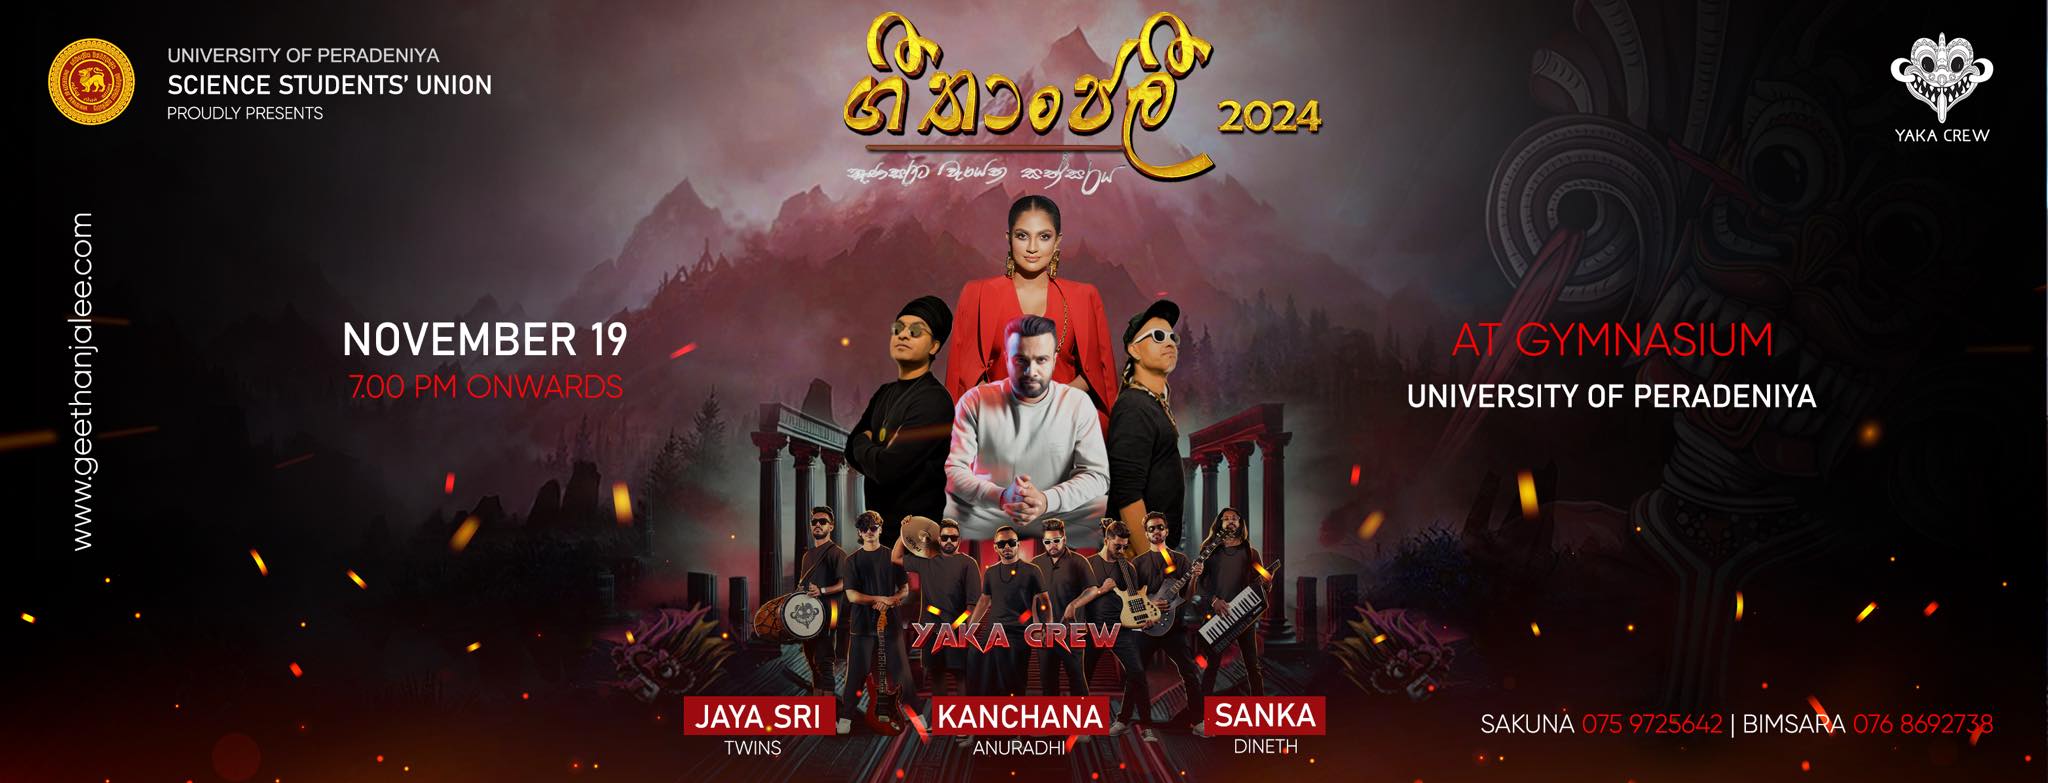 UNIVERSITY OF PERADENIYA
SCIENCE STUDENTS' UNION
PROUDLY PRESENTS
ගීතාංජලී 2024
YAKA CREW
www.geethanjalee.com
NOVEMBER 19
7.00 PM ONWARDS
AT GYMNASIUM
UNIVERSITY OF PERADENIYA
YAKA CREW
JAYA SRI
TWINS
KANCHANA
ANURADHI
SANKA
DINETH
SAKUNA 075 9725642 | BIMSARA 076 8692738